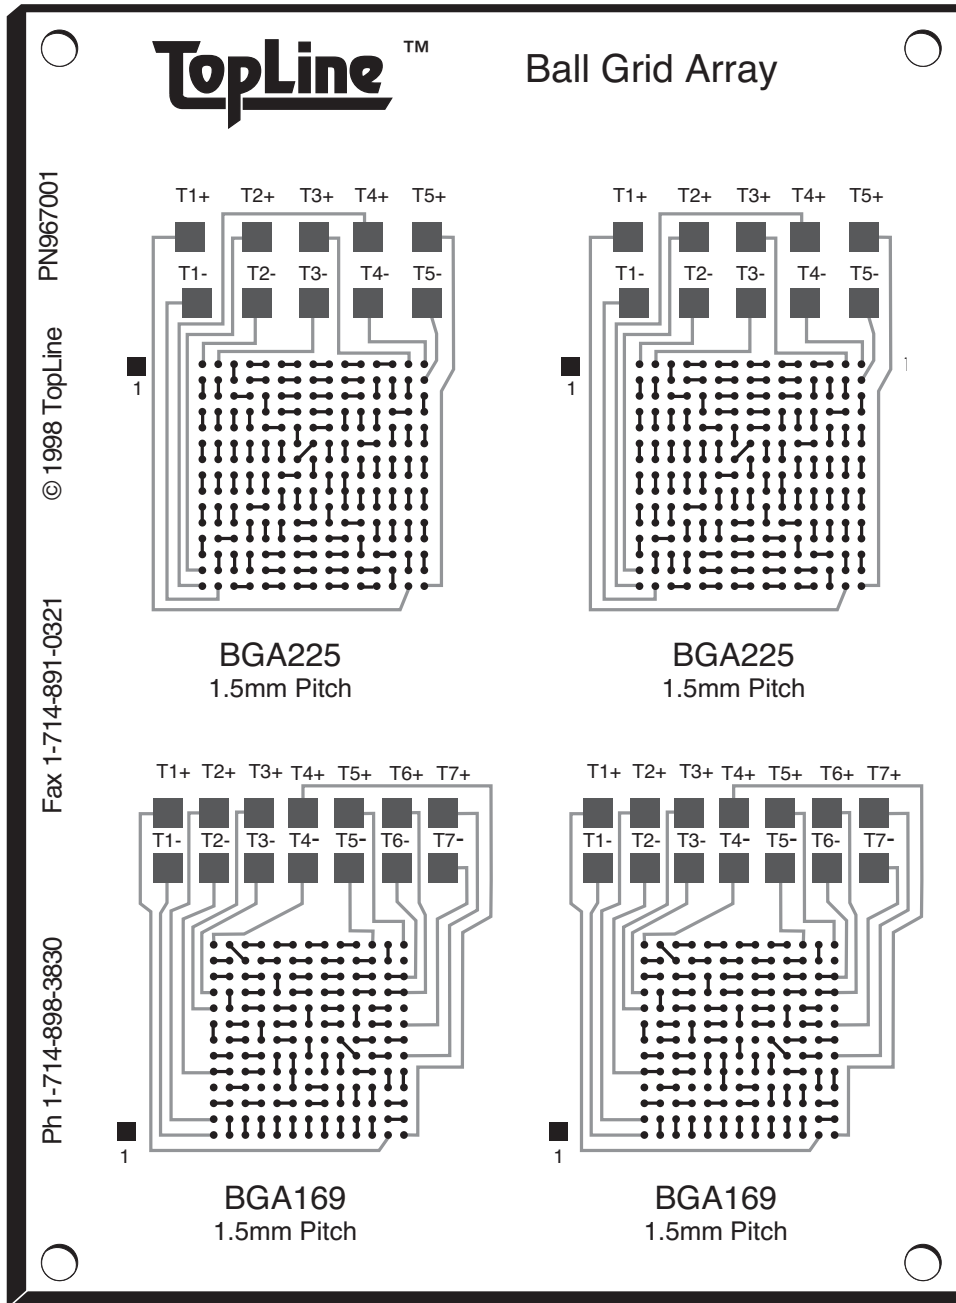 TopLine ™
Ball Grid Array
PN967001
© 1998 TopLine
Fax 1-714-891-0321
Ph 1-714-898-3830
T1+ T2+ T3+ T4+ T5+
T1- T2- T3- T4- T5-
1
BGA225
1.5mm Pitch
T1+ T2+ T3+ T4+ T5+
T1- T2- T3- T4- T5-
1
BGA225
1.5mm Pitch
T1+ T2+ T3+ T4+ T5+ T6+ T7+
T1- T2- T3- T4- T5- T6- T7-
1
BGA169
1.5mm Pitch
T1+ T2+ T3+ T4+ T5+ T6+ T7+
T1- T2- T3- T4- T5- T6- T7-
1
BGA169
1.5mm Pitch